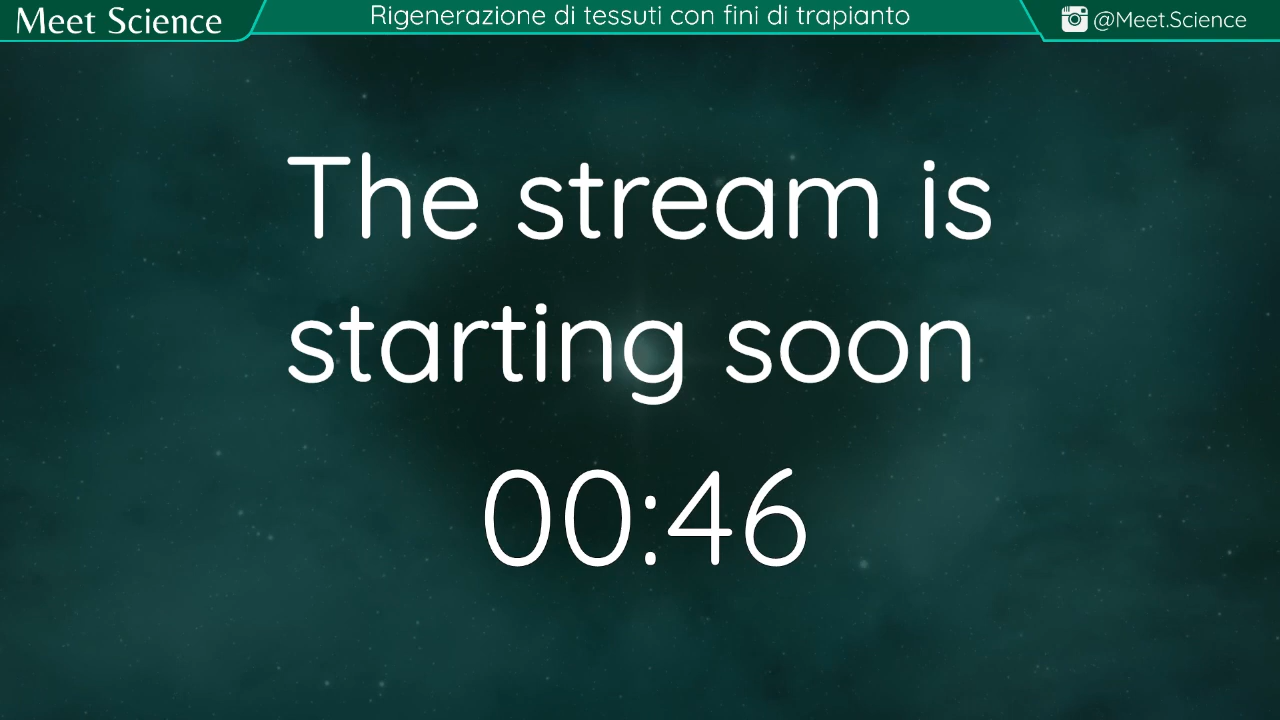 Meet Science
Rigenerazione di tessuti con fini di trapianto
@Meet.Science
The stream is
starting soon
00:46